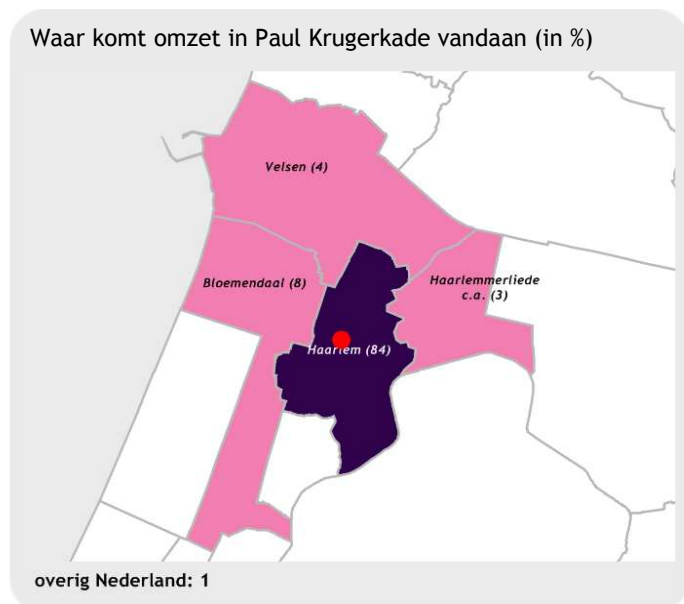 Waar komt omzet in Paul Krugerkade vandaan (in %)
Velsen (4)
Bloemendaal (8)
Haarlemmerliede
c.a. (3)
Haarlem (84)
overig Nederland: 1